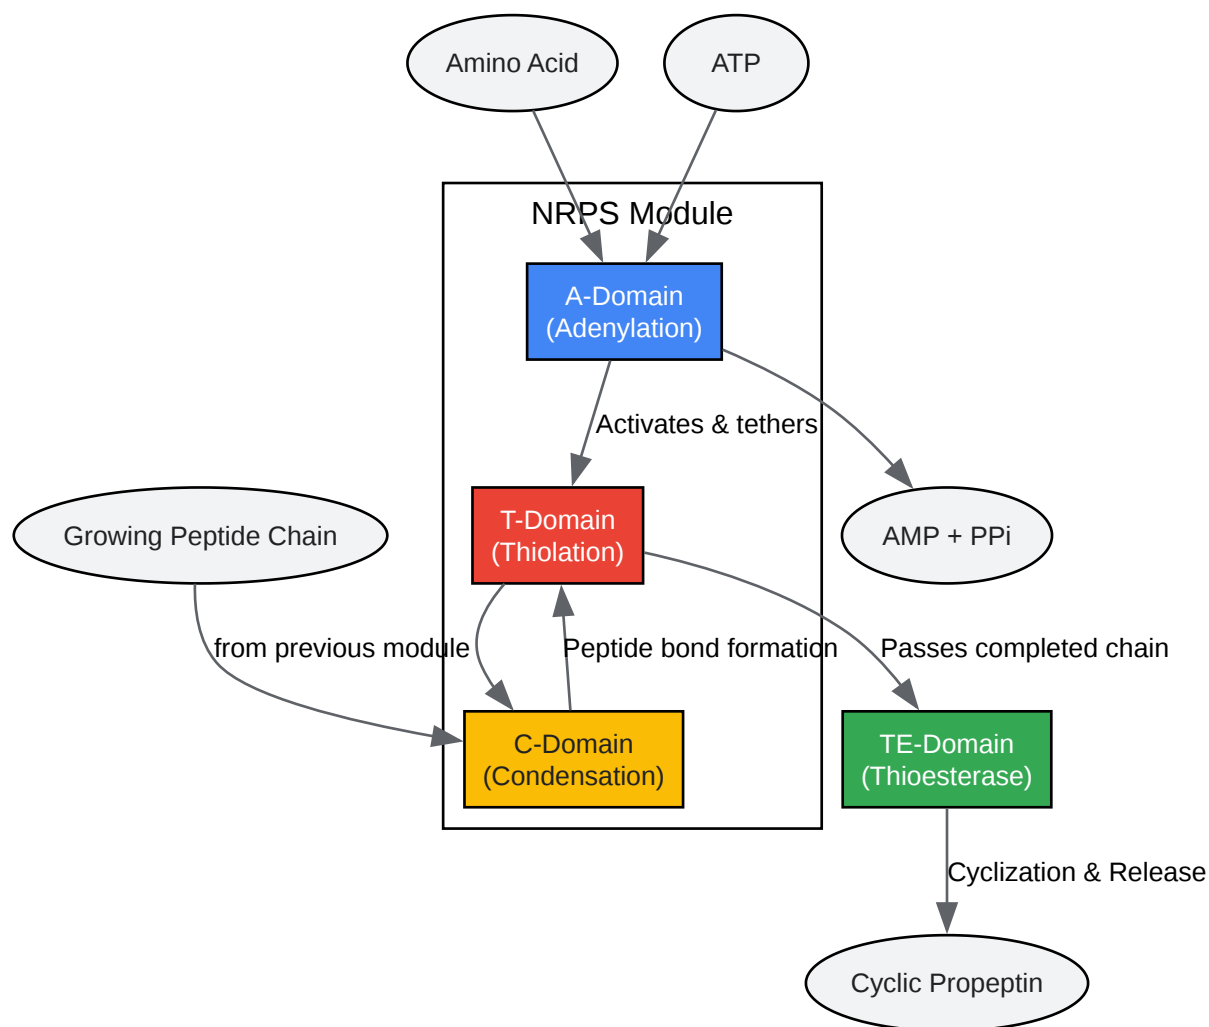 Amino Acid
ATP
NRPS Module
A-Domain
(Adenylation)
Activates & tethers
Growing Peptide Chain
T-Domain
(Thiolation)
AMP + PPi
from previous module
Peptide bond formation
Passes completed chain
C-Domain
(Condensation)
TE-Domain
(Thioesterase)
Cyclization & Release
Cyclic Propeptin